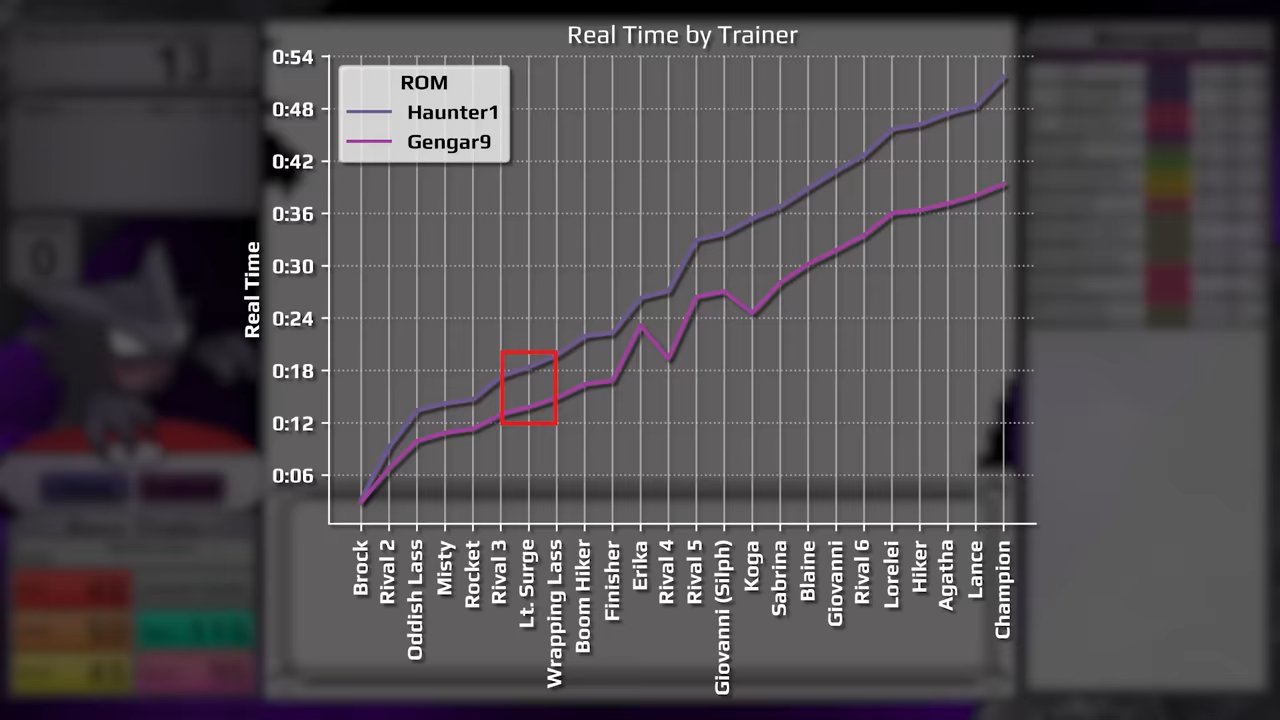 Real Time by Trainer
13
0:54
0:48
0:42
0:36
0:30
0:24
0:18
0:12
0:06
Real Time
ROM
Haunter1
Gengar9
0
Brock
Rival 2
Oddish Lass
Misty
Rocket
Rival 3
Lt. Surge
Wrapping Lass
Boom Hiker
Finisher
Erika
Rival 4
Rival 5
Giovanni (Silph)
Koga
Sabrina
Blaine
Giovanni
Rival 6
Lorelei
Hiker
Agatha
Lance
Champion